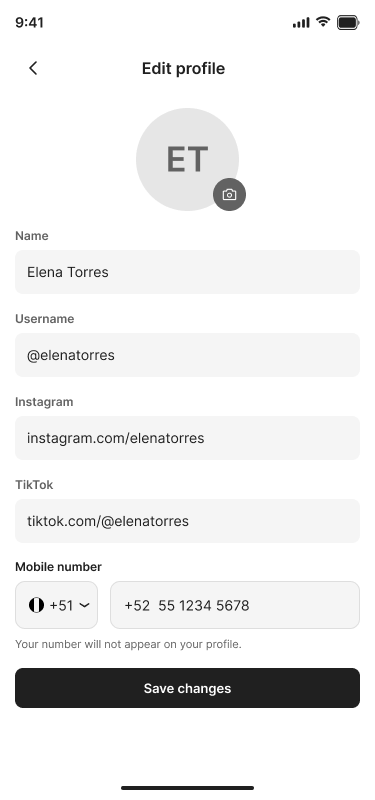 9:41
Edit profile
ET
Name
Elena Torres
Username
@elenatorres
Instagram
instagram.com/elenatorres
TikTok
tiktok.com/@elenatorres
Mobile number
+51 +52  55 1234 5678
Your number will not appear on your profile.
Save changes